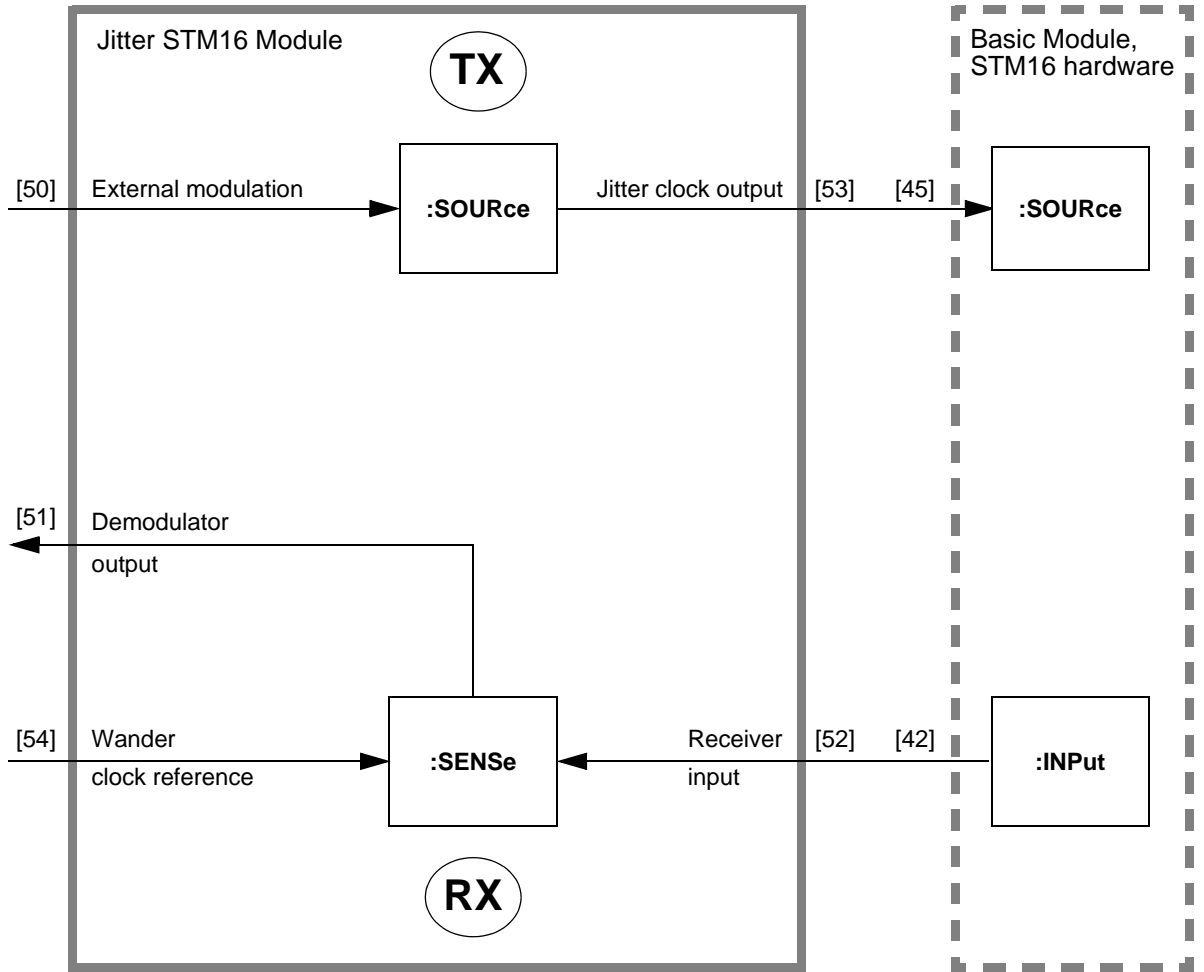 Jitter STM16 Module
TX
Basic Module,
STM16 hardware
[50] External modulation
:SOURce
Jitter clock output [53] [45]
:SOURce
[51] Demodulator
output
[54] Wander
clock reference
:SENSe
Receiver [52] [42]
input
:INPut
RX